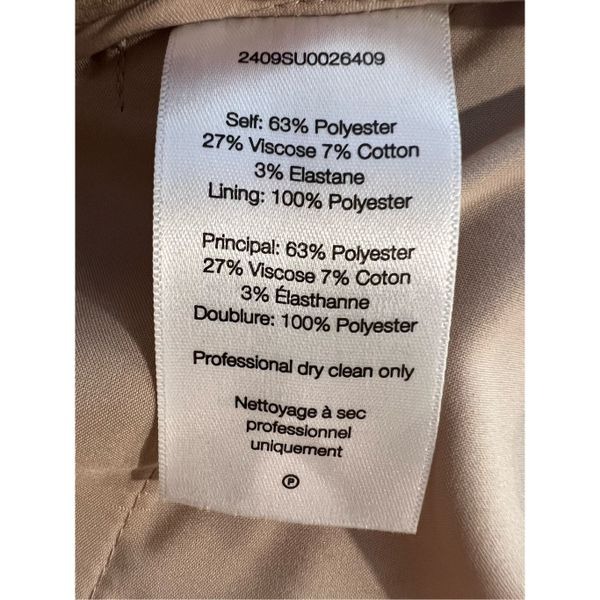 2409SU0026409
Self: 63% Polyester
27% Viscose 7% Cotton
3% Elastane
Lining: 100% Polyester
Principal: 63% Polyester
27% Viscose 7% Coton
3% Élasthanne
Doublure: 100% Polyester
Professional dry clean only
Nettoyage à sec
professionnel
uniquement
P